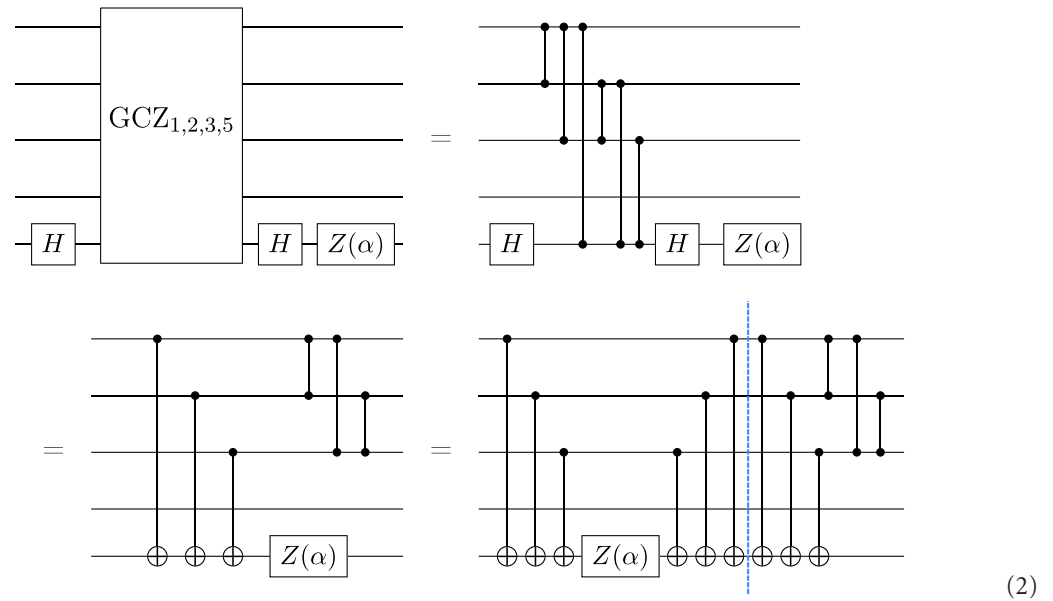 GCZ1,2,3,5
=
H H Z(α) H H Z(α)
= =
Z(α) Z(α)
(2)